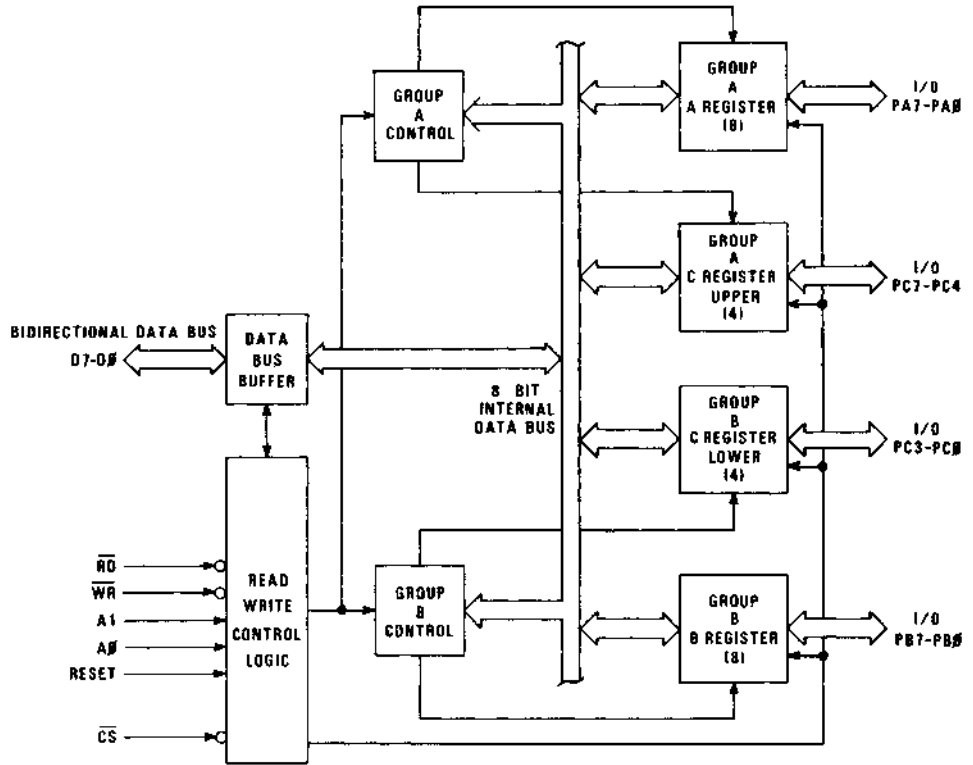 GROUP
A
CONTROL
GROUP
A
A REGISTER
(8)
I/O
PA7-PAØ
GROUP
A
C REGISTER
UPPER
(4)
I/O
PC7-PC4
BIDIRECTIONAL DATA BUS
D7-DØ
DATA
BUS
BUFFER
8 BIT
INTERNAL
DATA BUS
GROUP
B
C REGISTER
LOWER
(4)
I/O
PC3-PCØ
RD
WR
A1
AØ
RESET
CS
READ
WRITE
CONTROL
LOGIC
GROUP
B
CONTROL
GROUP
B
B REGISTER
(8)
I/O
PB7-PBØ